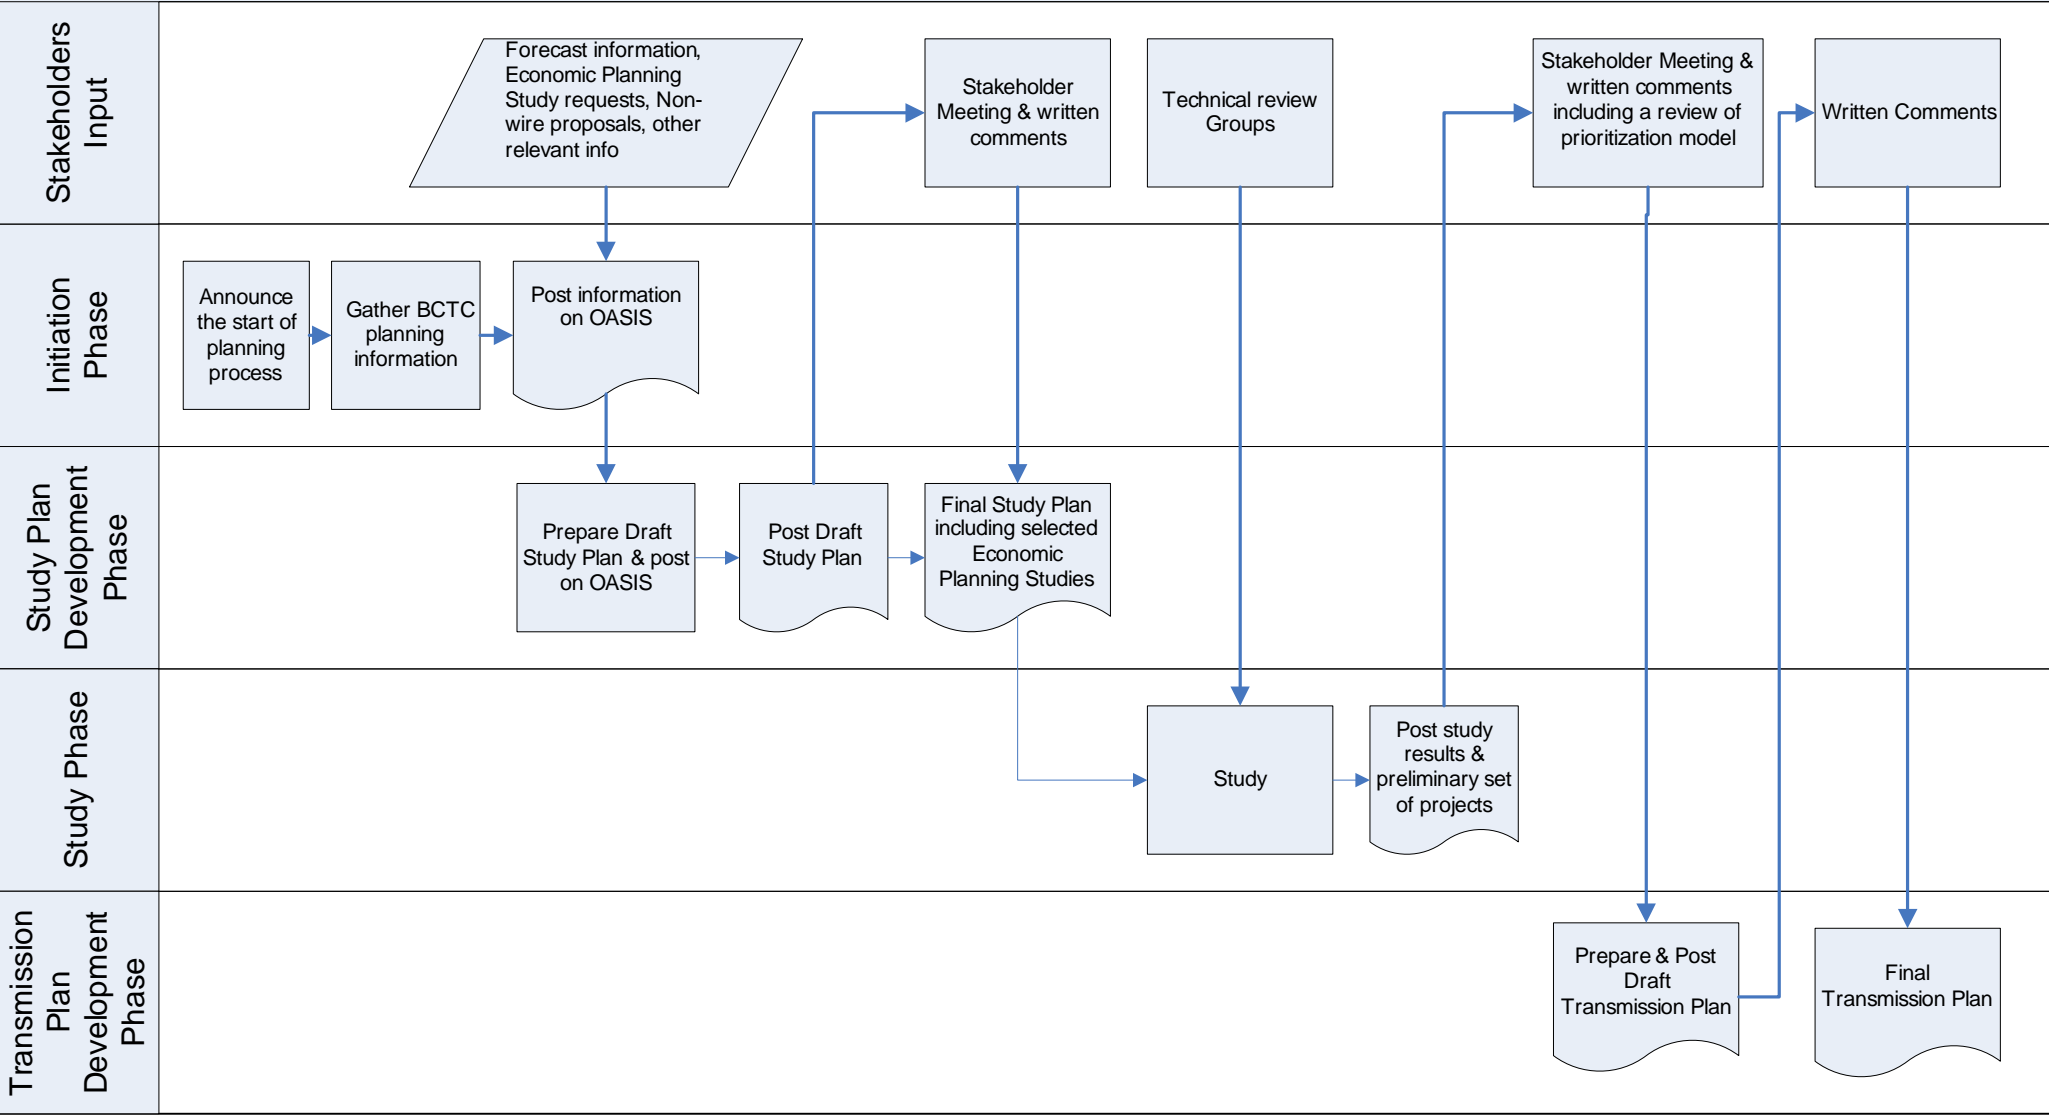 Stakeholders
Input
Forecast information,
Economic Planning
Study requests, Non-
wire proposals, other
relevant info
Stakeholder
Meeting & written
comments
Technical review
Groups
Stakeholder Meeting &
written comments
including a review of
prioritization model
Written Comments
Initiation
Phase
Announce
the start of
planning
process
Gather BCTC
planning
information
Post information
on OASIS
Study Plan
Development
Phase
Prepare Draft
Study Plan & post
on OASIS
Post Draft
Study Plan
Final Study Plan
including selected
Economic
Planning Studies
Study Phase
Study
Post study
results &
preliminary set
of projects
Transmission
Plan
Development
Phase
Prepare & Post
Draft
Transmission Plan
Final
Transmission Plan